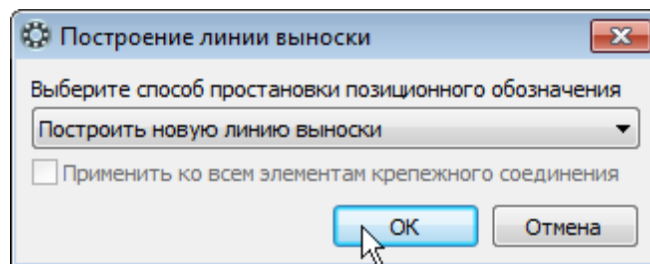 Построение линии выноски
Выберите способ простановки позиционного обозначения
Построить новую линию выноски
Применить ко всем элементам крепежного соединения
OK
Отмена